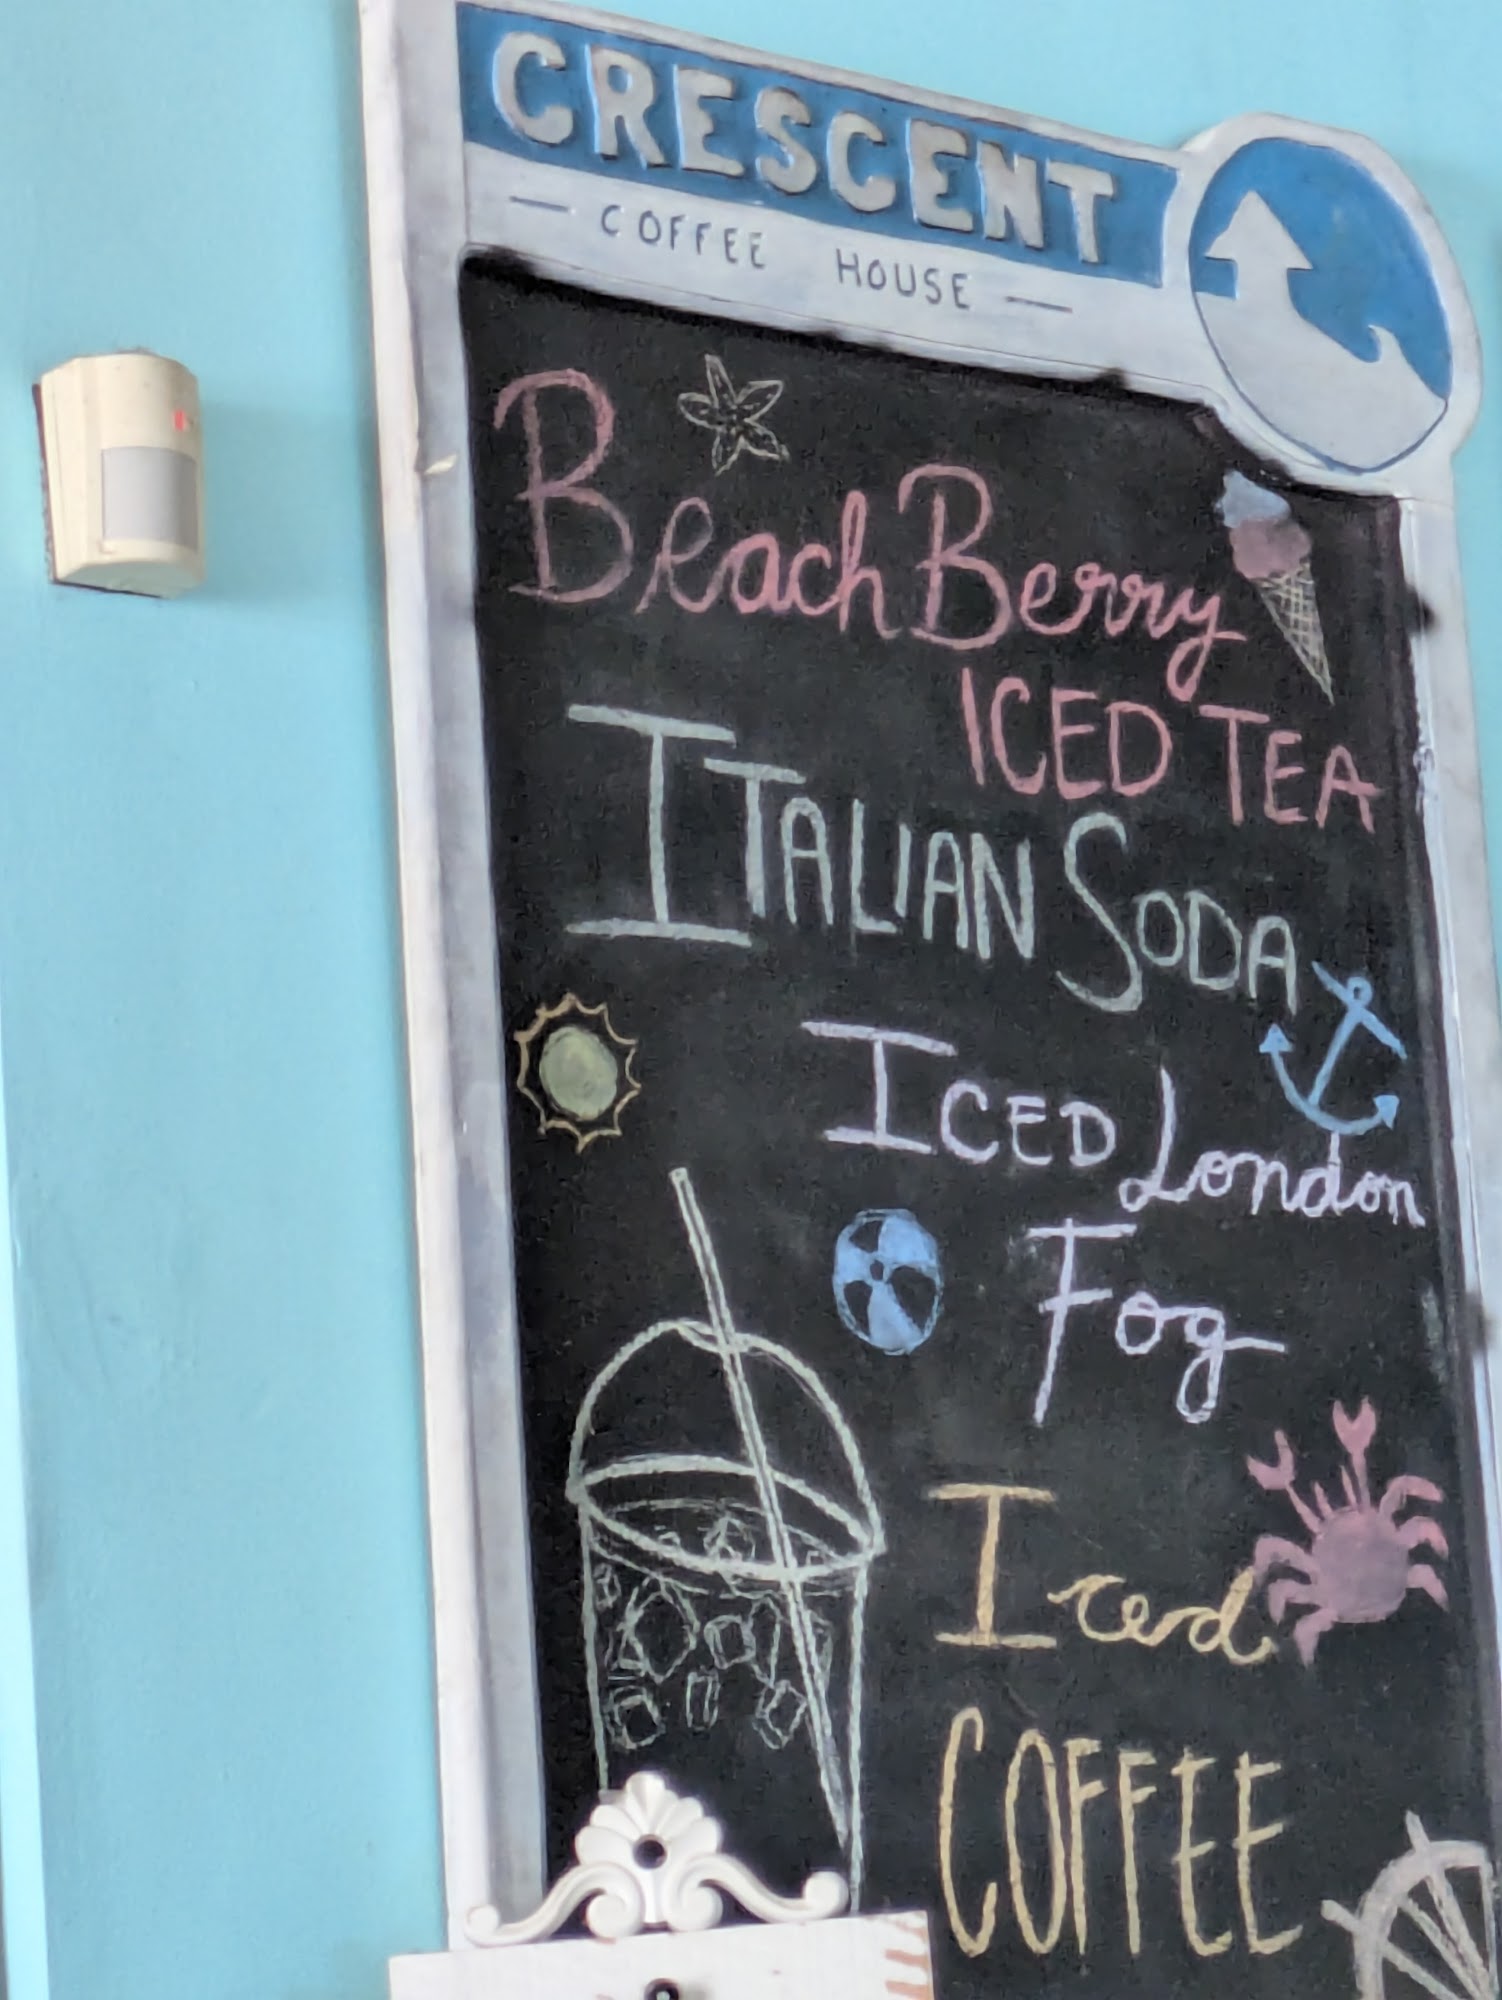 CRESCENT
— COFFEE HOUSE —
Beach Berry
ICED TEA
ITALIAN SODA
ICED London
Fog
Iced
COFFEE